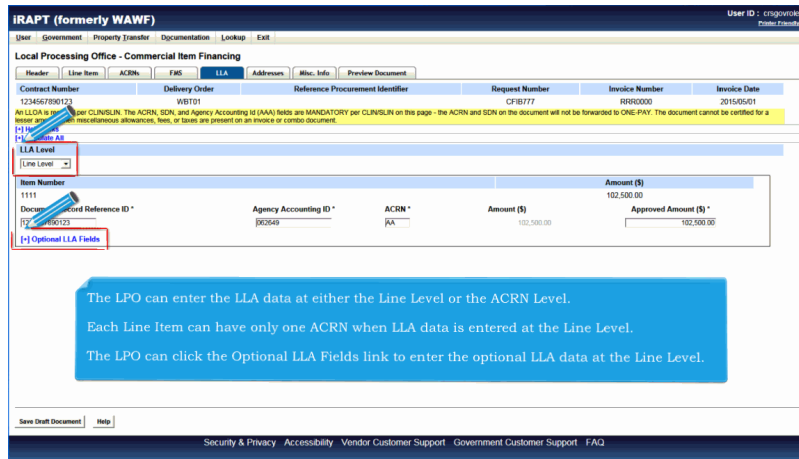 User ID : crsgovrole
iRAPT (formerly WAWF)
Printer Friendly
User Government Property Transfer Documentation Lookup Exit
Local Processing Office - Commercial Item Financing
Header Line Item ACRNs FMS LLA Addresses Misc. Info Preview Document
Contract Number Delivery Order Reference Procurement Identifier Request Number Invoice Number Invoice Date
1234567890123 WBT01 CFIB777 RRR0000 2015/05/01
An LLOA is per CLIN/SLIN. The ACRN, SDN, and Agency Accounting Id (AAA) fields are MANDATORY per CLIN/SLIN on this page - the ACRN and SDN on the document will not be forwarded to ONE-PAY. The document cannot be certified for a
lesser miscellaneous allowances, fees, or taxes are present on an invoice or combo document.
[+]
[+] All
LLA Level
Line Level
Item Number Amount ($)
1111 102,500.00
Record Reference ID * Agency Accounting ID * ACRN * Amount ($) Approved Amount ($) *
062649 AA 102,500.00 102,500.00
[+] Optional LLA Fields
The LPO can enter the LLA data at either the Line Level or the ACRN Level.
Each Line Item can have only one ACRN when LLA data is entered at the Line Level.
The LPO can click the Optional LLA Fields link to enter the optional LLA data at the Line Level.
Save Draft Document Help
Security & Privacy Accessibility Vendor Customer Support Government Customer Support FAQ